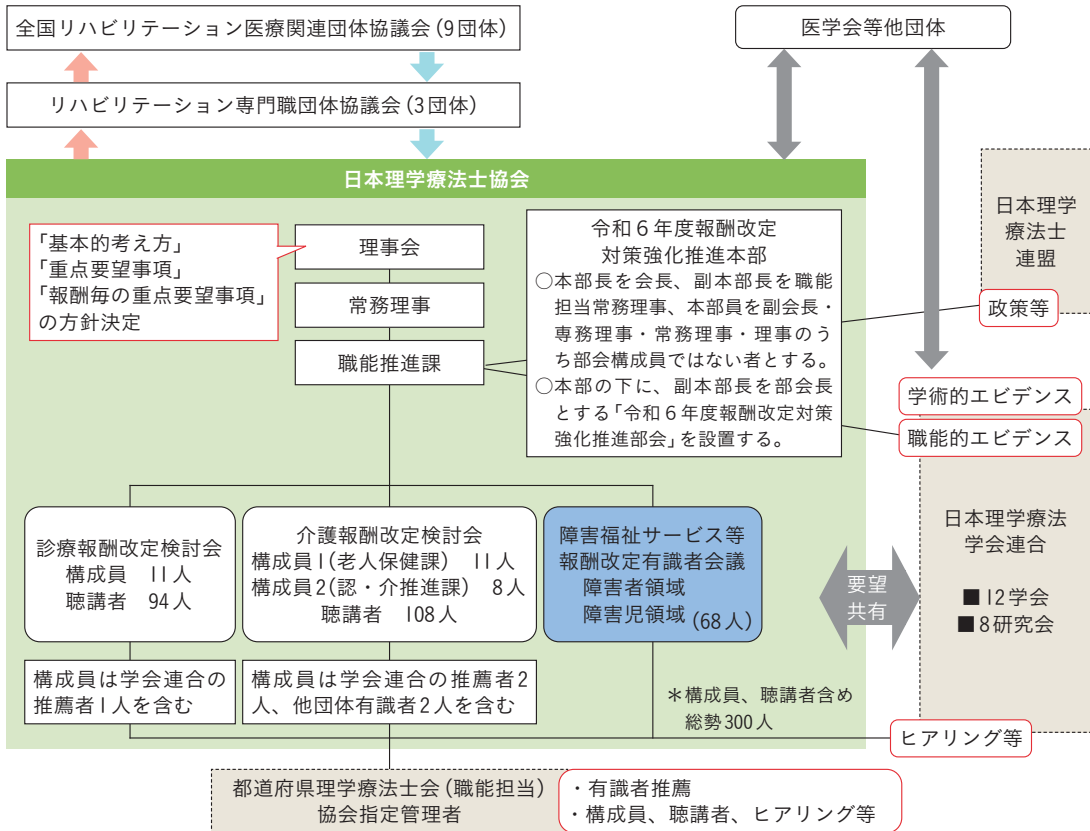 全国リハビリテーション医療関連団体協議会(9団体)
医学会等他団体
リハビリテーション専門職団体協議会(3団体)
日本理学療法士協会
「基本的考え方」
「重点要望事項」
「報酬毎の重点要望事項」
の方針決定
理事会
常務理事
職能推進課
令和6年度報酬改定
対策強化推進本部
○本部長を会長、副本部長を職能
担当常務理事、本部員を副会長・
専務理事・常務理事・理事のう
ち部会構成員ではない者とする。
○本部の下に、副本部長を部会長
とする「令和6年度報酬改定対策
強化推進部会」を設置する。
日本理学
療法士
連盟
政策等
学術的エビデンス
職能的エビデンス
診療報酬改定検討会
構成員 11人
聴講者 94人
介護報酬改定検討会
構成員1(老人保健課) 11人
構成員2(認・介推進課) 8人
聴講者 108人
障害福祉サービス等
報酬改定有識者会議
障害者領域
障害児領域(68人)
要望
共有
日本理学療法
学会連合
■12学会
■8研究会
構成員は学会連合の
推薦者1人を含む
構成員は学会連合の推薦者2
人、他団体有識者2人を含む
*構成員、聴講者含め
総勢300人
ヒアリング等
都道府県理学療法士会(職能担当)
協会指定管理者
・有識者推薦
・構成員、聴講者、ヒアリング等